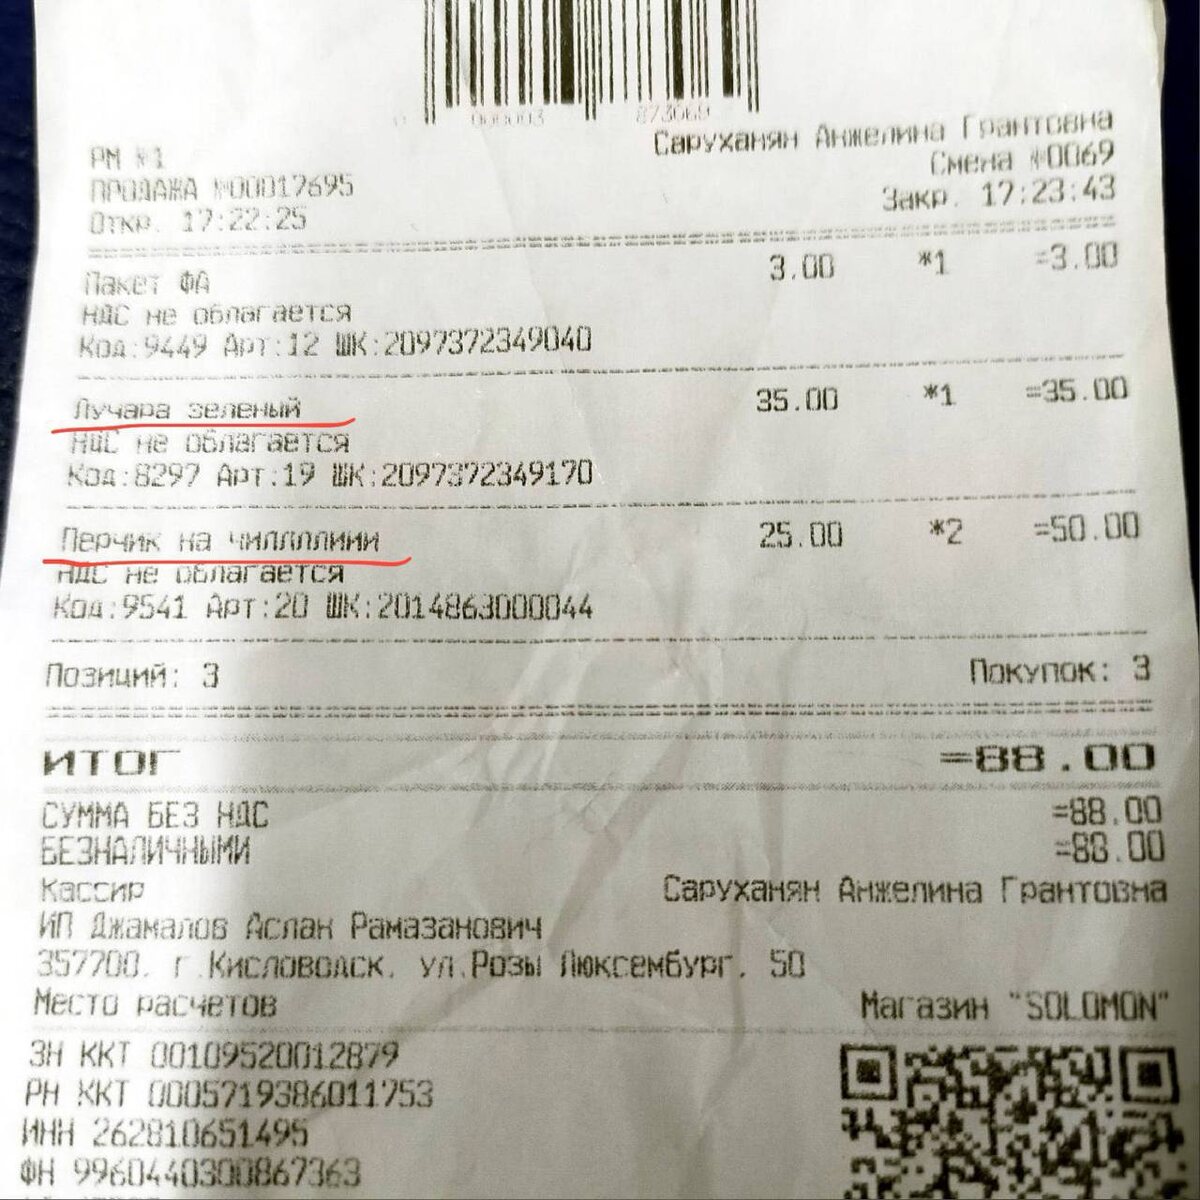 000003 873069
Саруханян Анжелина Грантовна
РМ №1 Смена №0069
ПРОДАЖА №00017695 Закр. 17:23:43
Откр. 17:22:25
Пакет ФА 3.00 *1 =3.00
НДС не облагается
Код:9449 Арт:12 ШК:2097372349040
Лучара зеленый 35.00 *1 =35.00
НДС не облагается
Код:8297 Арт:19 ШК:2097372349170
Перчик на чилллллиии 25.00 *2 =50.00
НДС не облагается
Код:9541 Арт:20 ШК:2014863000044
Позиций: 3 Покупок: 3
ИТОГ =88.00
СУММА БЕЗ НДС =88.00
БЕЗНАЛИЧНЫМИ =88.00
Кассир Саруханян Анжелина Грантовна
ИП Джамалов Аслан Рамазанович
357700, г.Кисловодск, ул.Розы Люксембург, 50
Место расчетов Магазин "SOLOMON"
ЗН ККТ 00109520012879
РН ККТ 0005719386011753
ИНН 262810651495
ФН 9960440300867363